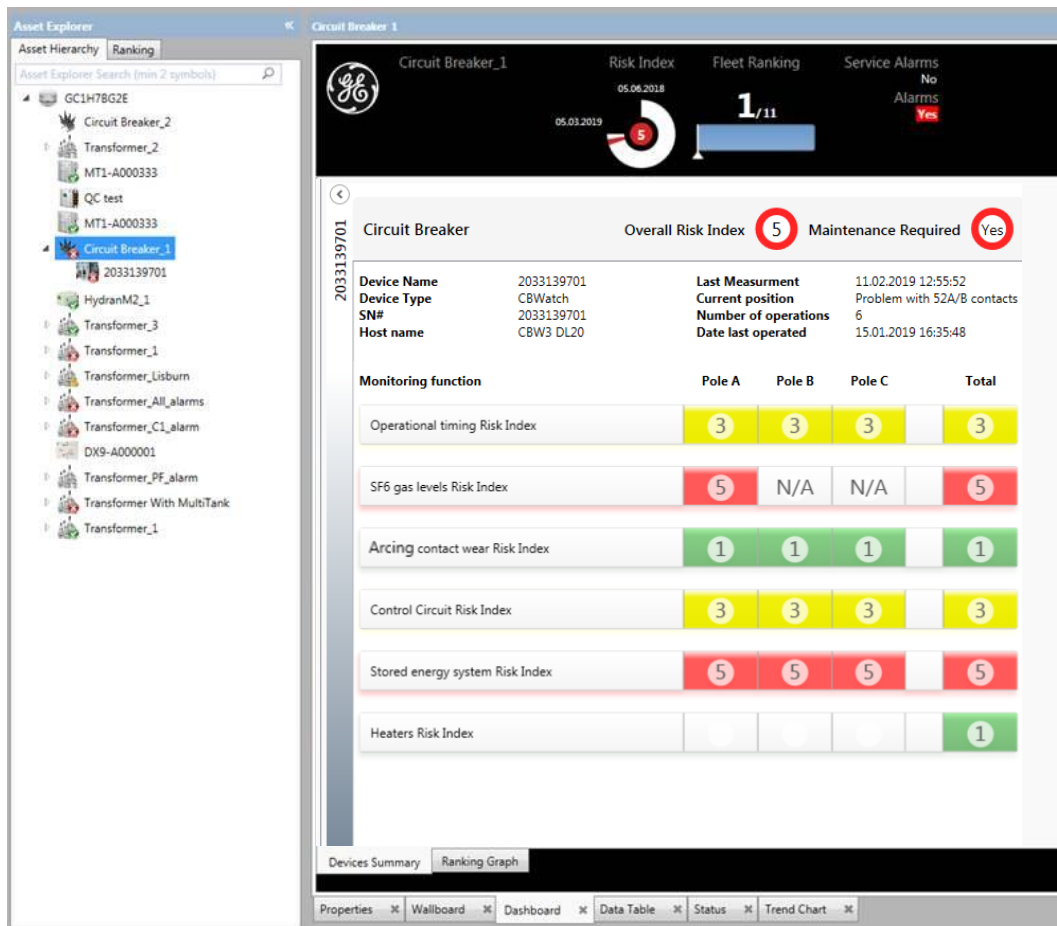 Asset Explorer
Circuit Breaker 1
Asset Hierarchy Ranking
Asset Explorer Search (min 2 symbols)
GC1H7BG2E
Circuit Breaker_2
Transformer_2
MT1-A000333
QC test
MT1-A000333
Circuit Breaker_1
2033139701
HydranM2_1
Transformer_3
Transformer_1
Transformer_Lisburn
Transformer_All_alarms
Transformer_C1_alarm
DX9-A000001
Transformer_PF_alarm
Transformer With MultiTank
Transformer_1
GE
Circuit Breaker_1 Risk Index Fleet Ranking Service Alarms
No
05.06.2018
Alarms
1/11
Yes
05.03.2019
5
2033139701
Circuit Breaker Overall Risk Index 5 Maintenance Required Yes
Device Name 2033139701 Last Measurment 11.02.2019 12:55:52
Device Type CBWatch Current position Problem with 52A/B contacts
SN# 2033139701 Number of operations 6
Host name CBW3 DL20 Date last operated 15.01.2019 16:35:48
Monitoring function Pole A Pole B Pole C Total
Operational timing Risk Index 3 3 3 3
SF6 gas levels Risk Index 5 N/A N/A 5
Arcing contact wear Risk Index 1 1 1 1
Control Circuit Risk Index 3 3 3 3
Stored energy system Risk Index 5 5 5 5
Heaters Risk Index 1
Devices Summary Ranking Graph
Properties Wallboard Dashboard Data Table Status Trend Chart